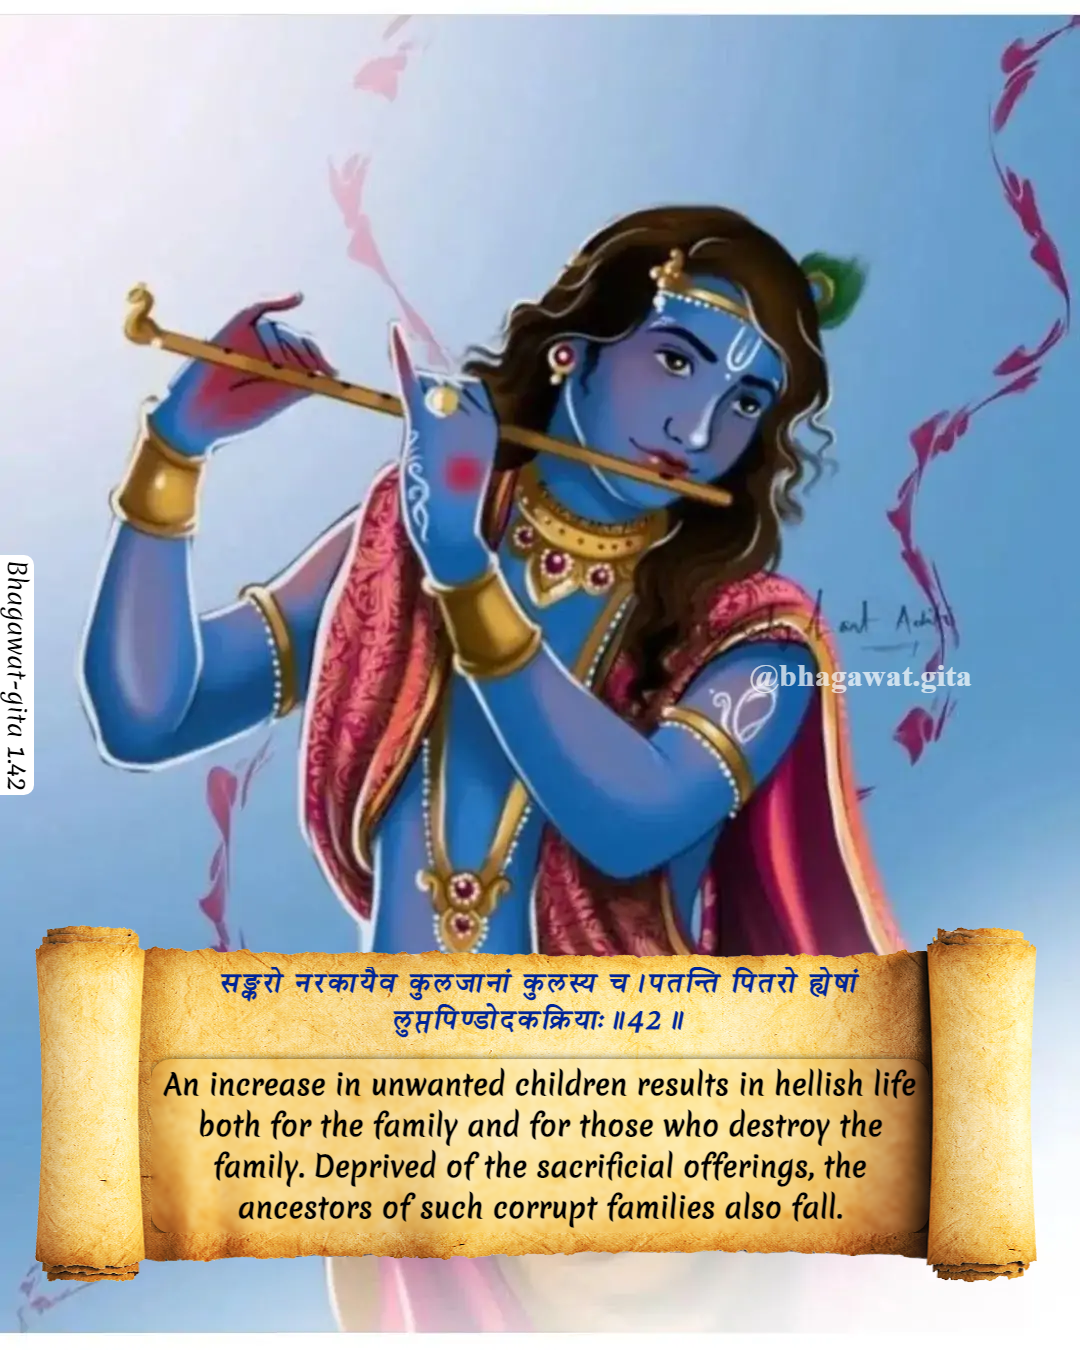 Bhagawat-gita 1.42
art
@bhagawat.gita
सङ्करो नरकायैव कुलजानां कुलस्य च ।पतन्ति पितरो ह्येषां
लुप्तपिण्डोदकक्रियाः ॥42॥
An increase in unwanted children results in hellish life
both for the family and for those who destroy the
family. Deprived of the sacrificial offerings, the
ancestors of such corrupt families also fall.